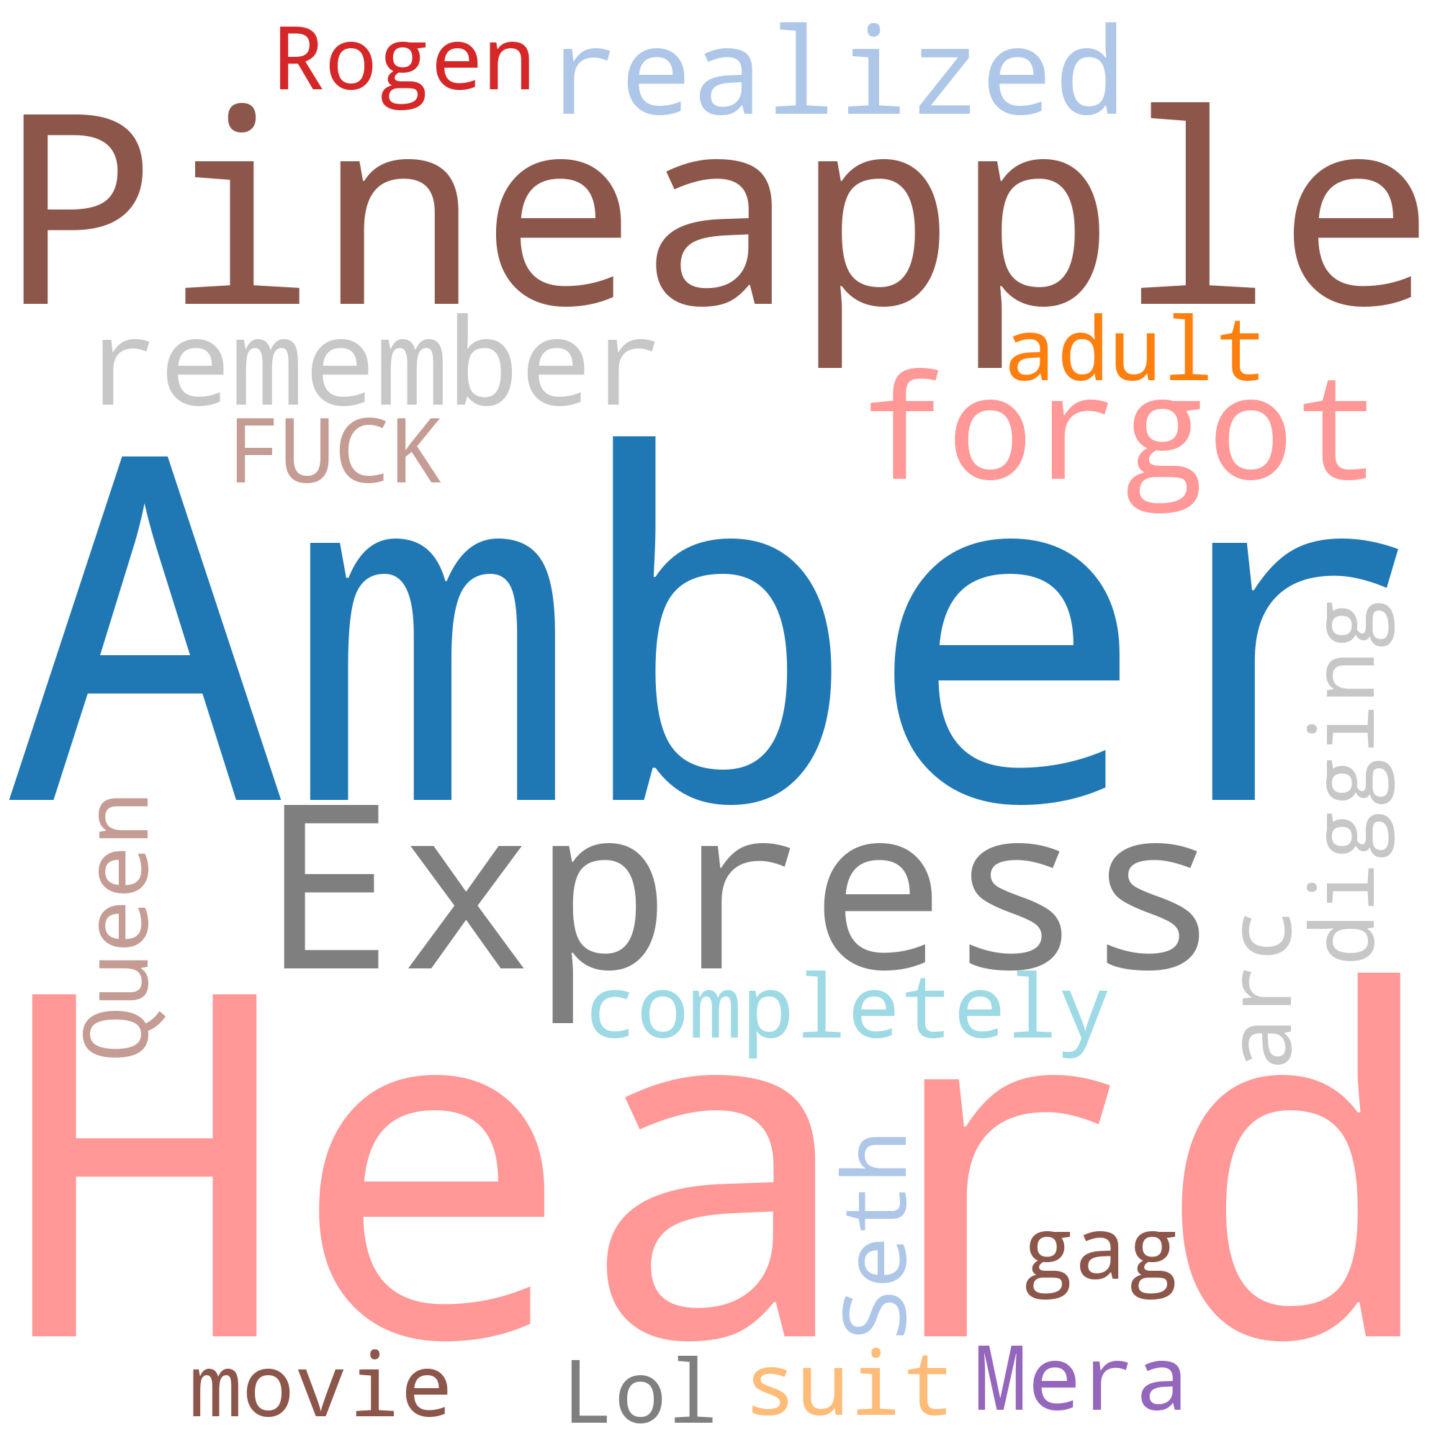 Rogen realized
Pineapple
remember adult
FUCK forgot
Amber
digging
Queen
Express
arc
completely
Heard
Seth
gag
movie Lol suit Mera